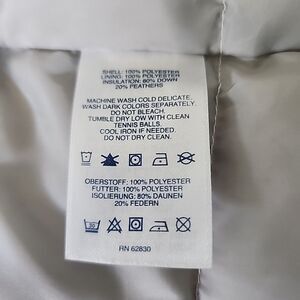 SHELL: 100% POLYESTER
LINING: 100% POLYESTER
INSULATION: 80% DOWN
20% FEATHERS
MACHINE WASH COLD DELICATE.
WASH DARK COLORS SEPARATELY.
DO NOT BLEACH.
TUMBLE DRY LOW WITH CLEAN
TENNIS BALLS.
COOL IRON IF NEEDED.
DO NOT DRY CLEAN.
OBERSTOFF: 100% POLYESTER
FUTTER: 100% POLYESTER
ISOLIERUNG: 80% DAUNEN
20% FEDERN
30
RN 62830